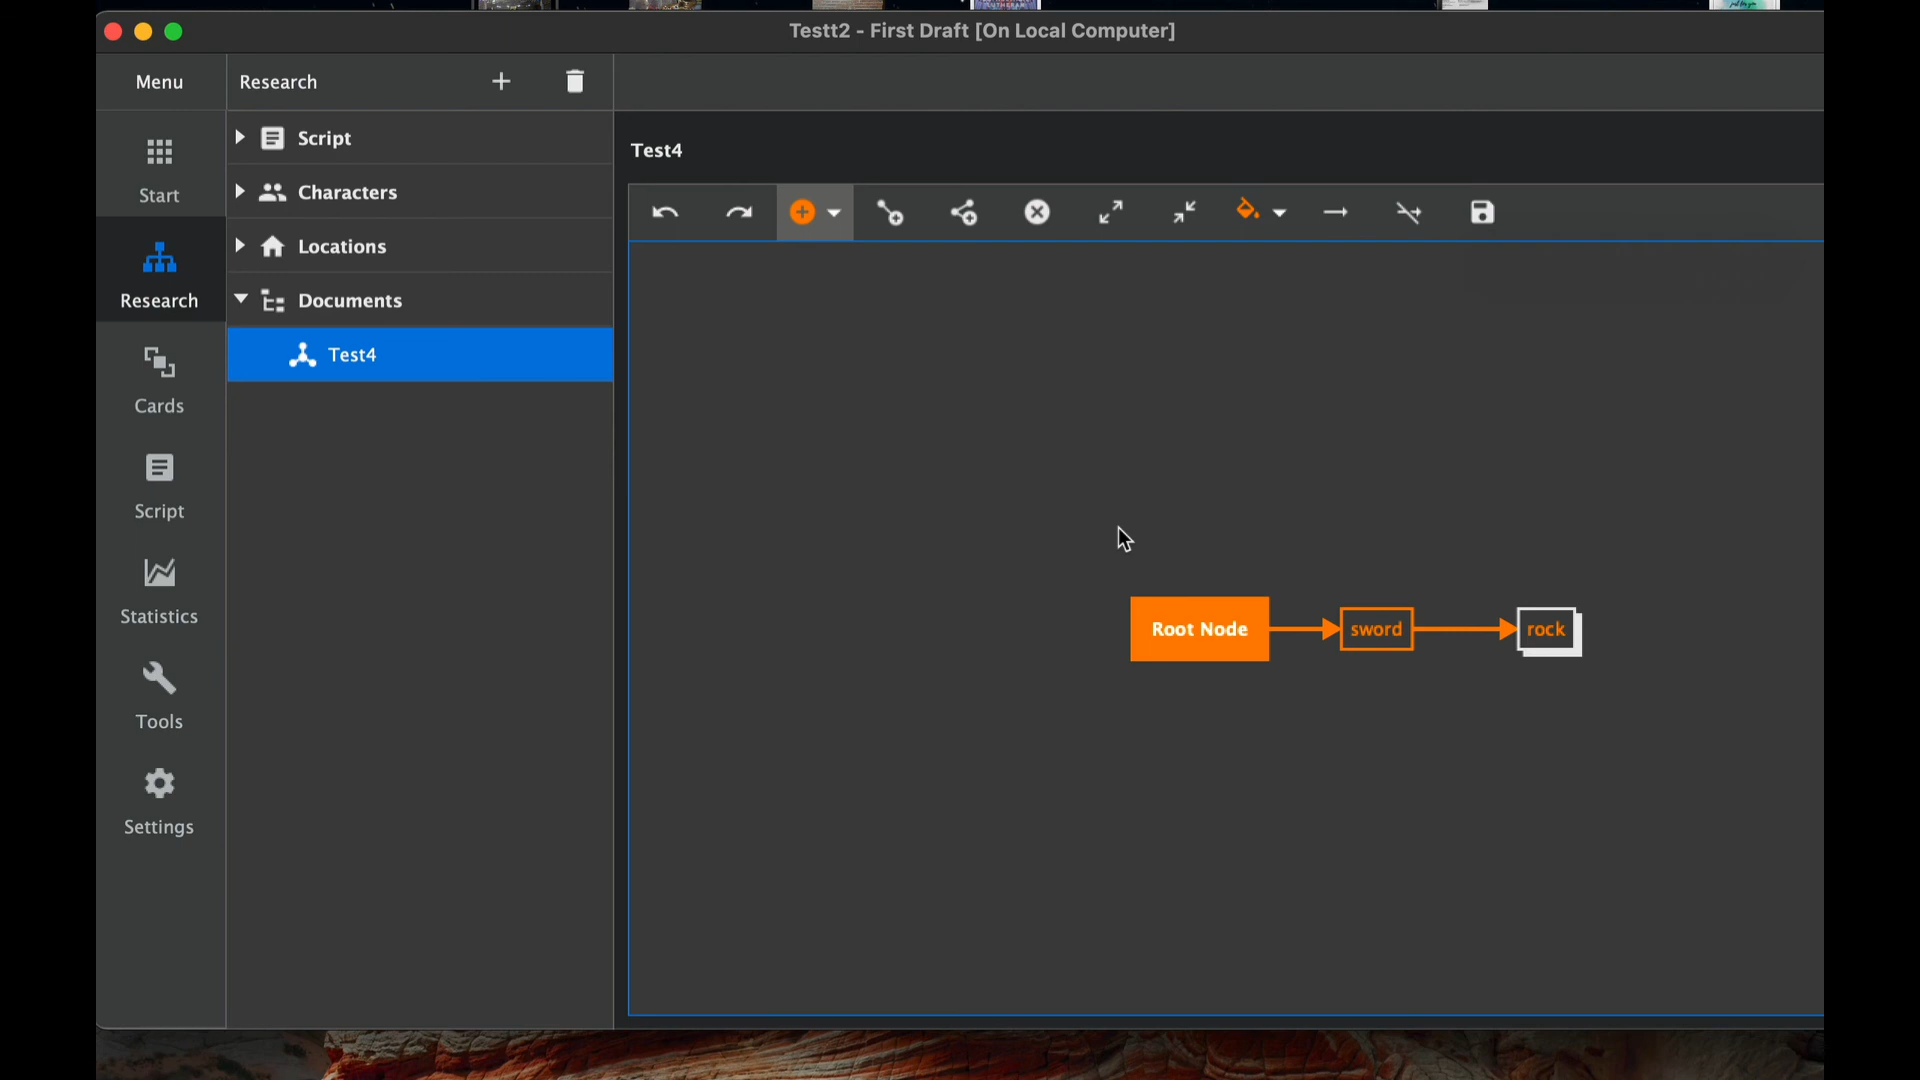 Testt2 - First Draft [On Local Computer]
Menu
Research
Start
Research
Cards
Script
Statistics
Tools
Settings
Script
Characters
Locations
Documents
Test4
Test4
Root Node
sword
rock